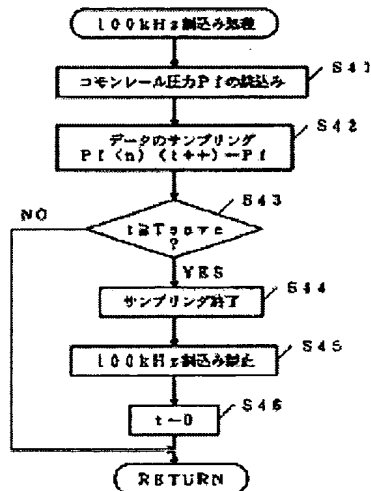 100kHz割込み処理
コモンレール圧力Pfの読込み
S41
データのサンプリング
Pf(n)(t++)←Pf
S42
t≧Tsave
?
S43
NO
YES
サンプリング終了
S44
100kHz割込み禁止
S45
t←0
S46
RETURN